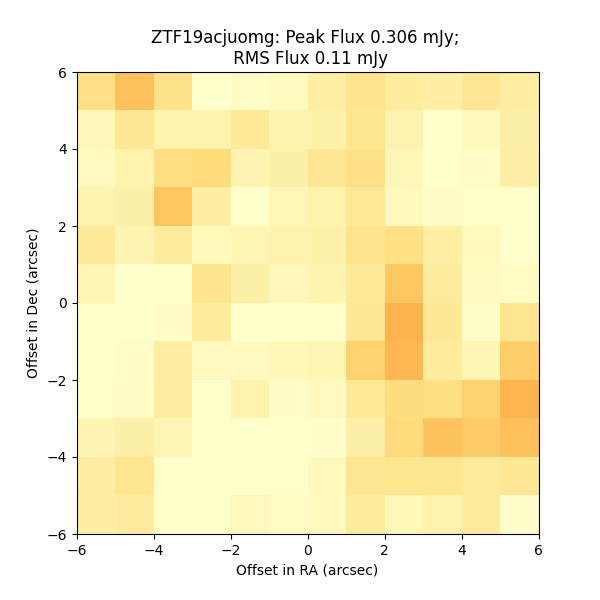 ZTF19acjuomg: Peak Flux 0.306 mJy;
RMS Flux 0.11 mJy
6
4
2
0
−2
−4
−6
Offset in Dec (arcsec)
−6 −4 −2 0 2 4 6
Offset in RA (arcsec)